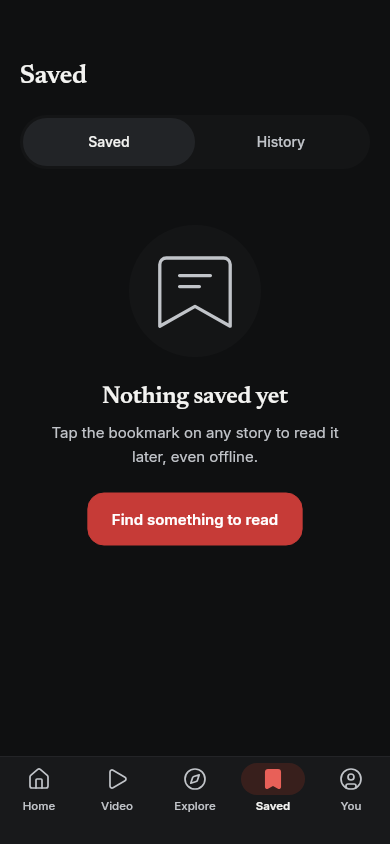 Saved
Saved
History
Nothing saved yet
Tap the bookmark on any story to read it
later, even offline.
Find something to read
Home
Video
Explore
Saved
You